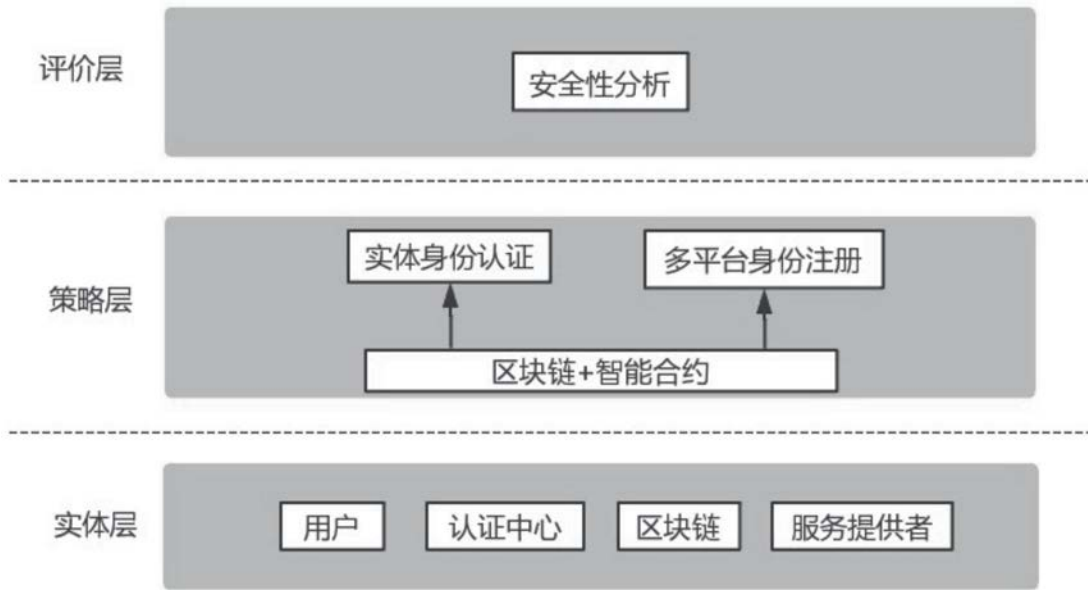 评价层
安全性分析
策略层
实体身份认证
多平台身份注册
区块链+智能合约
实体层
用户
认证中心
区块链
服务提供者